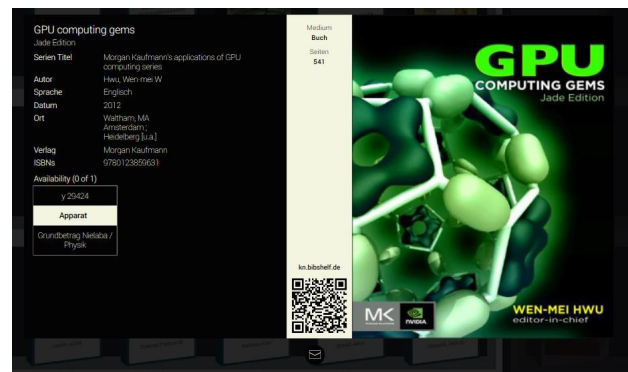 GPU computing gems
Jade Edition
Serien Titel Morgan Kaufmann's applications of GPU
computing series
Autor Hwu, Wen-mei W
Sprache Englisch
Datum 2012
Ort Waltham, MA
Amsterdam ;
Heidelberg [u.a.]
Verlag Morgan Kaufmann
ISBNs 9780123859631
Availability (0 of 1)
y 29424
Apparat
Grundbetrag Nielaba /
Physik
Medium
Buch
Seiten
541
kn.bibshelf.de
GPU
COMPUTING GEMS
Jade Edition
MK
NVIDIA
WEN-MEI HWU
editor-in-chief